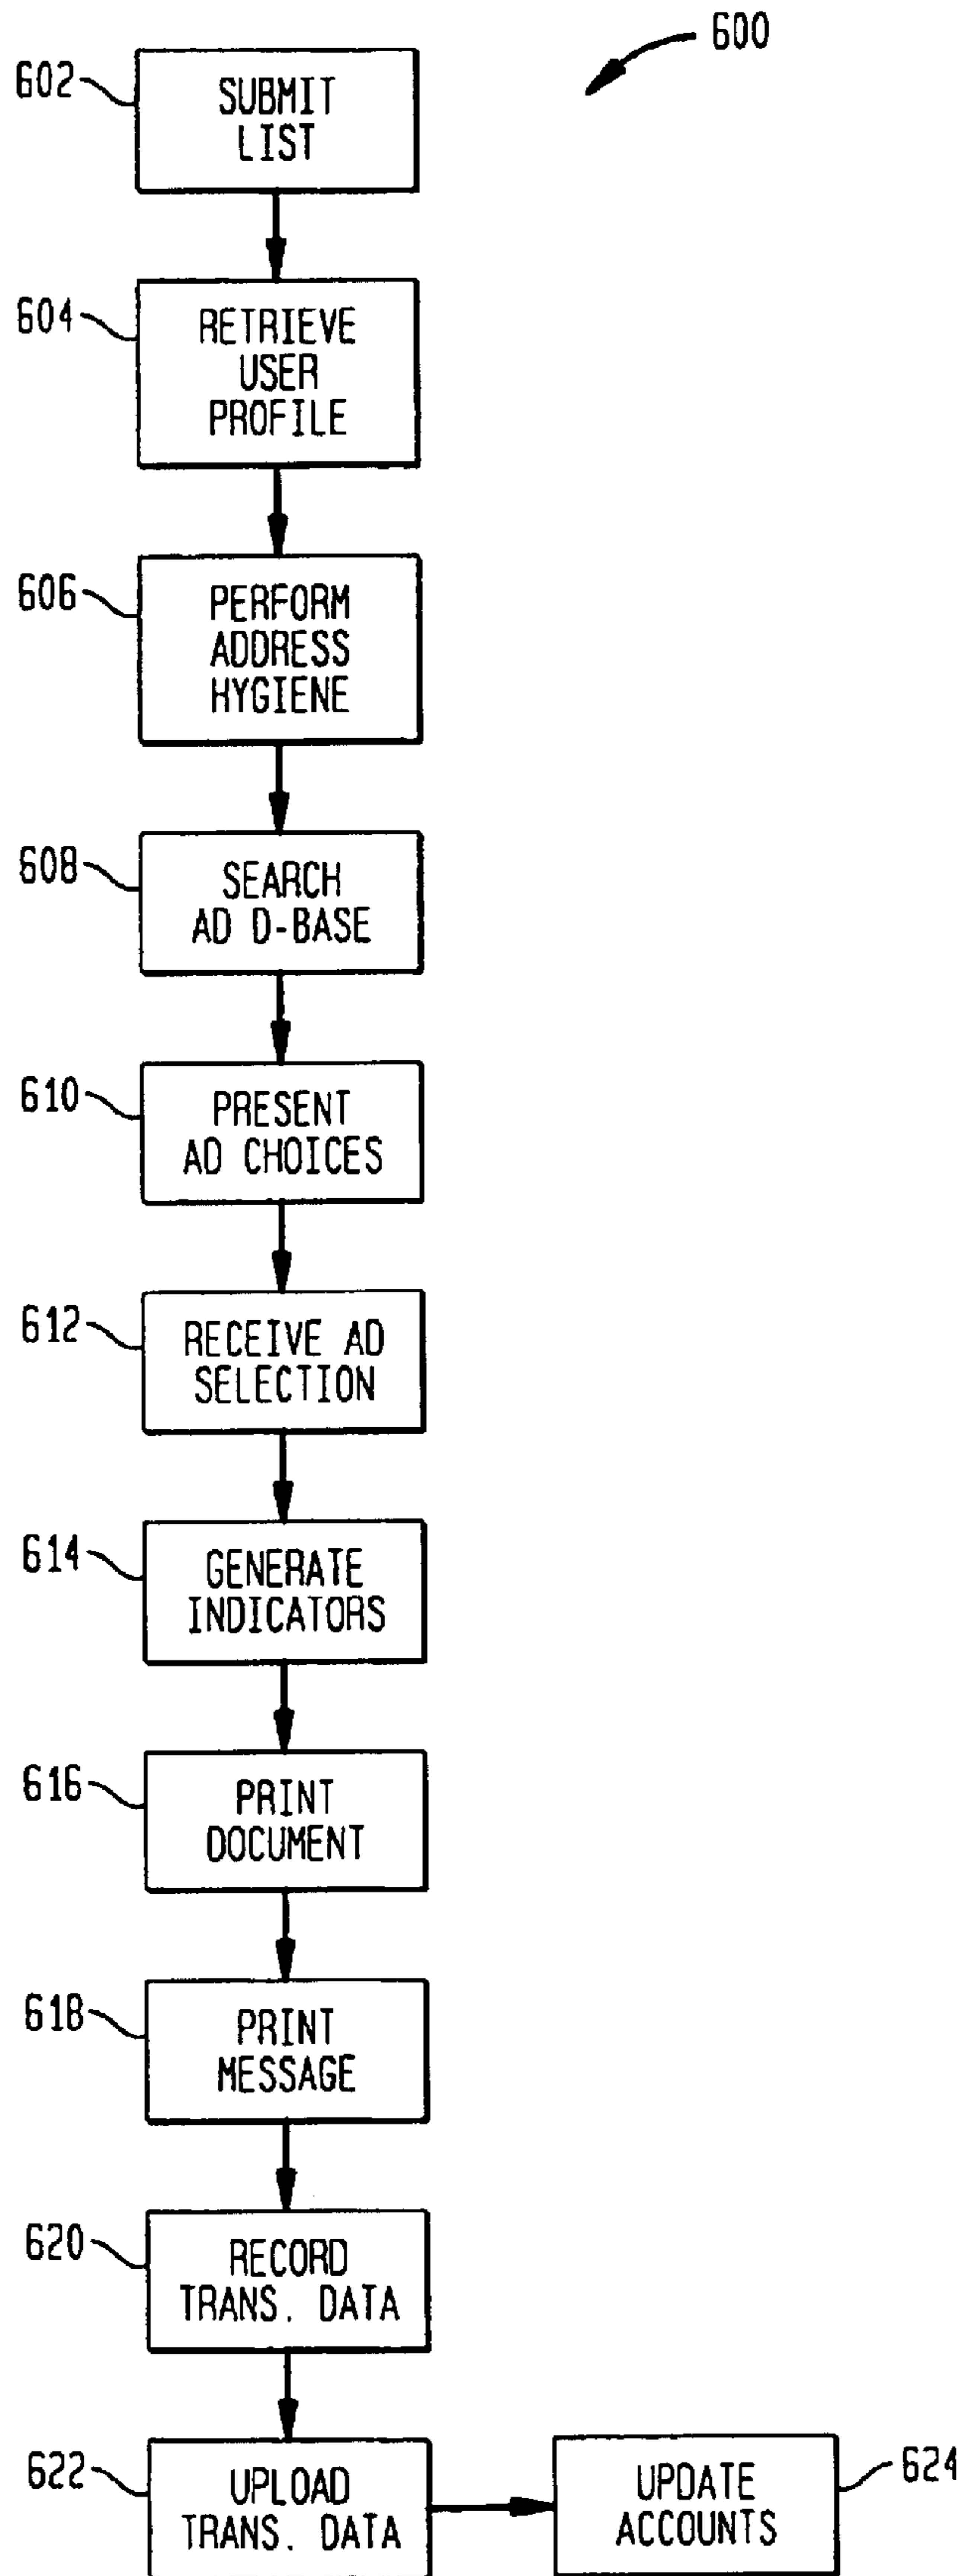 600
602
SUBMIT
LIST
604
RETRIEVE
USER
PROFILE
606
PERFORM
ADDRESS
HYGIENE
608
SEARCH
AD D-BASE
610
PRESENT
AD CHOICES
612
RECEIVE AD
SELECTION
614
GENERATE
INDICATORS
616
PRINT
DOCUMENT
618
PRINT
MESSAGE
620
RECORD
TRANS. DATA
622
UPLOAD
TRANS. DATA
UPDATE
ACCOUNTS
624